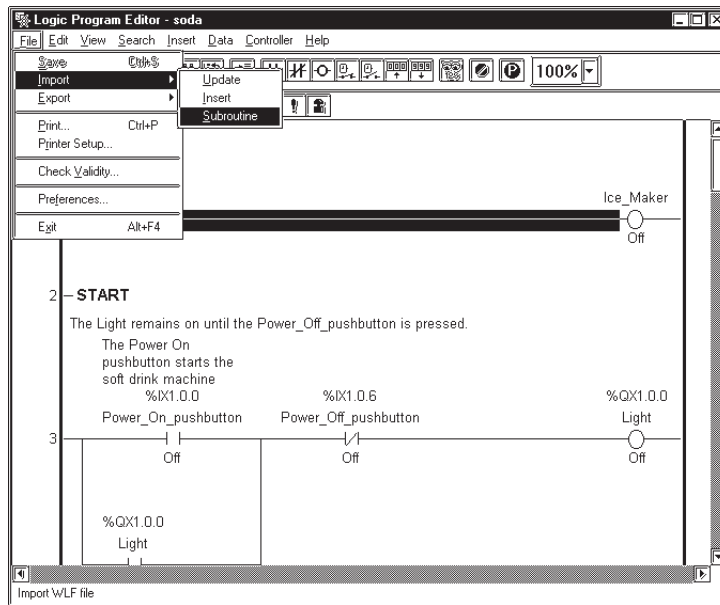 Logic Program Editor - soda
File Edit View Search Insert Data Controller Help
Save Ctrl+S
Import
Export
Print... Ctrl+P
Printer Setup...
Check Validity...
Preferences...
Exit Alt+F4
Update
Insert
Subroutine
100%
Ice_Maker
Off
2 START
The Light remains on until the Power_Off_pushbutton is pressed.
The Power On
pushbutton starts the
soft drink machine
%IX1.0.0 %IX1.0.6 %QX1.0.0
Power_On_pushbutton Power_Off_pushbutton Light
3
Off Off Off
%QX1.0.0
Light
Import WLF file